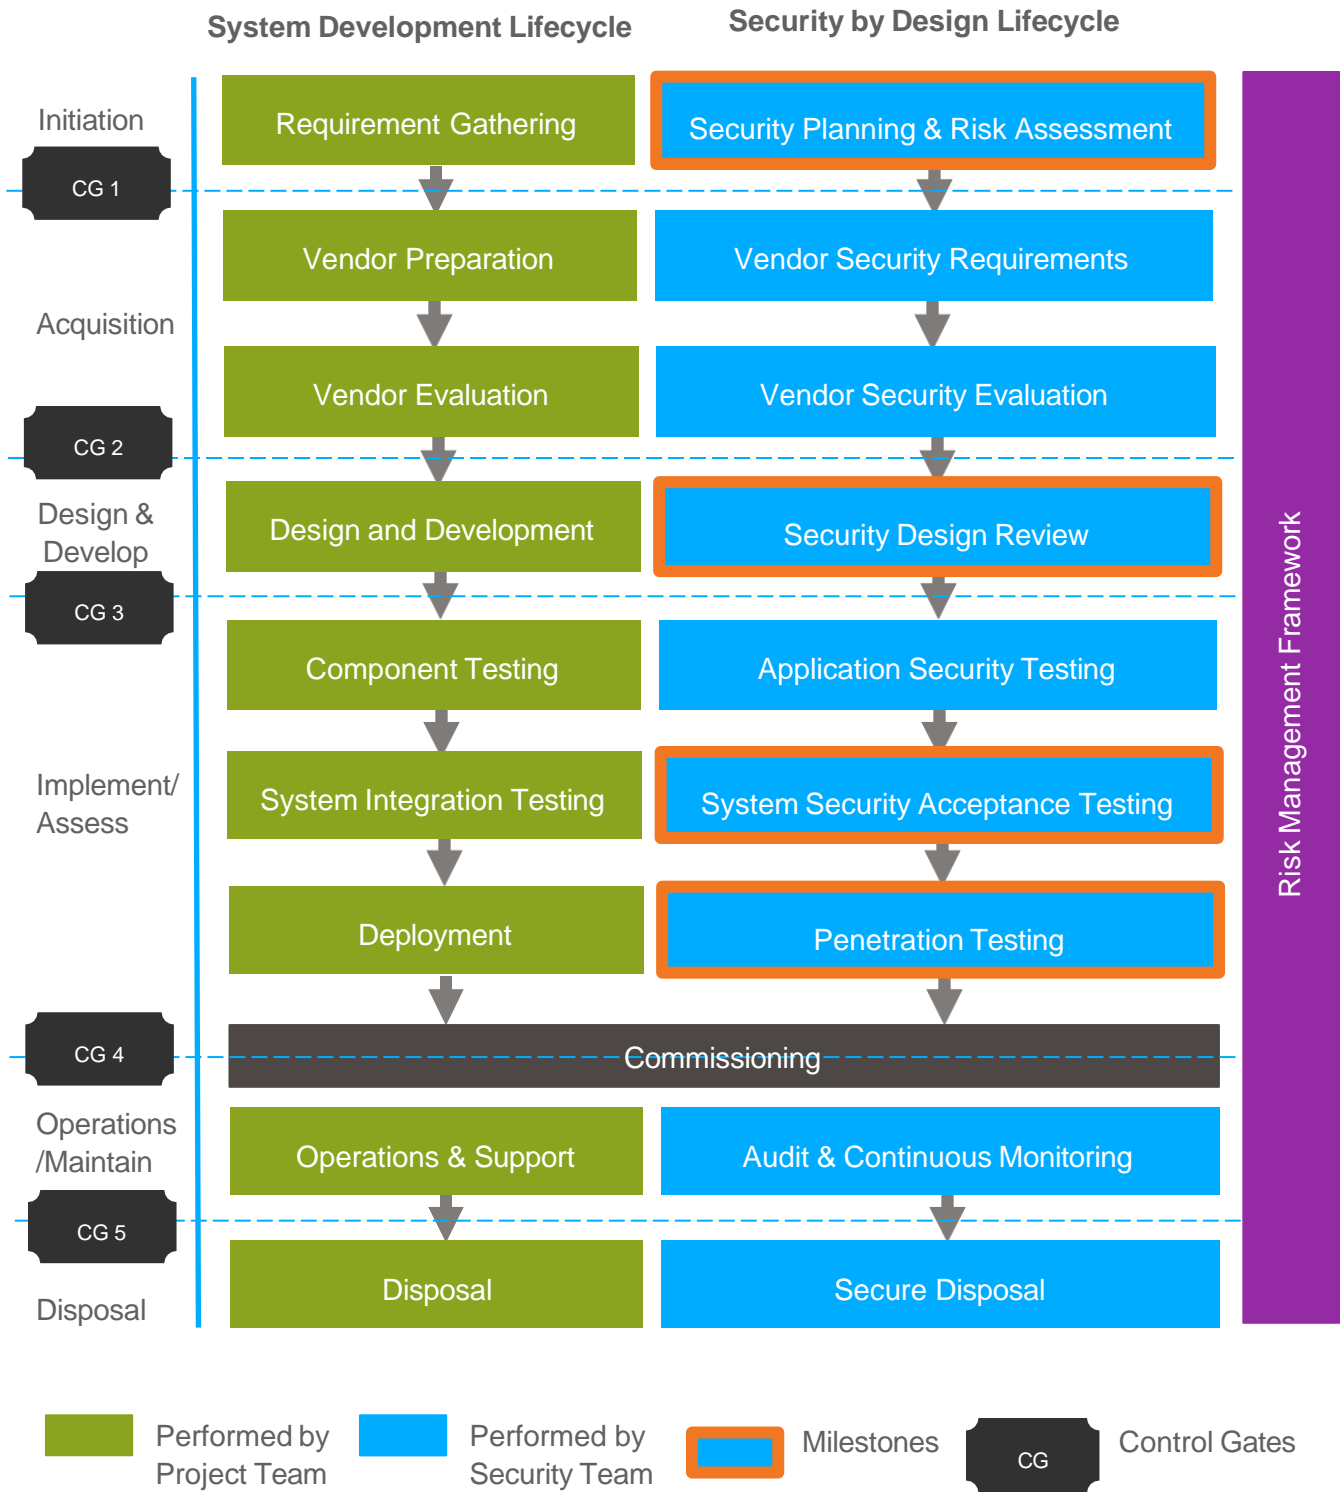 System Development Lifecycle
Security by Design Lifecycle
Initiation
Requirement Gathering
Security Planning & Risk Assessment
CG 1
Vendor Preparation
Vendor Security Requirements
Acquisition
Vendor Evaluation
Vendor Security Evaluation
CG 2
Design &
Develop
Design and Development
Security Design Review
CG 3
Component Testing
Application Security Testing
Implement/
Assess
System Integration Testing
System Security Acceptance Testing
Deployment
Penetration Testing
CG 4
Commissioning
Operations
/Maintain
Operations & Support
Audit & Continuous Monitoring
CG 5
Disposal
Disposal
Secure Disposal
Risk Management Framework
Performed by
Project Team
Performed by
Security Team
Milestones
CG
Control Gates